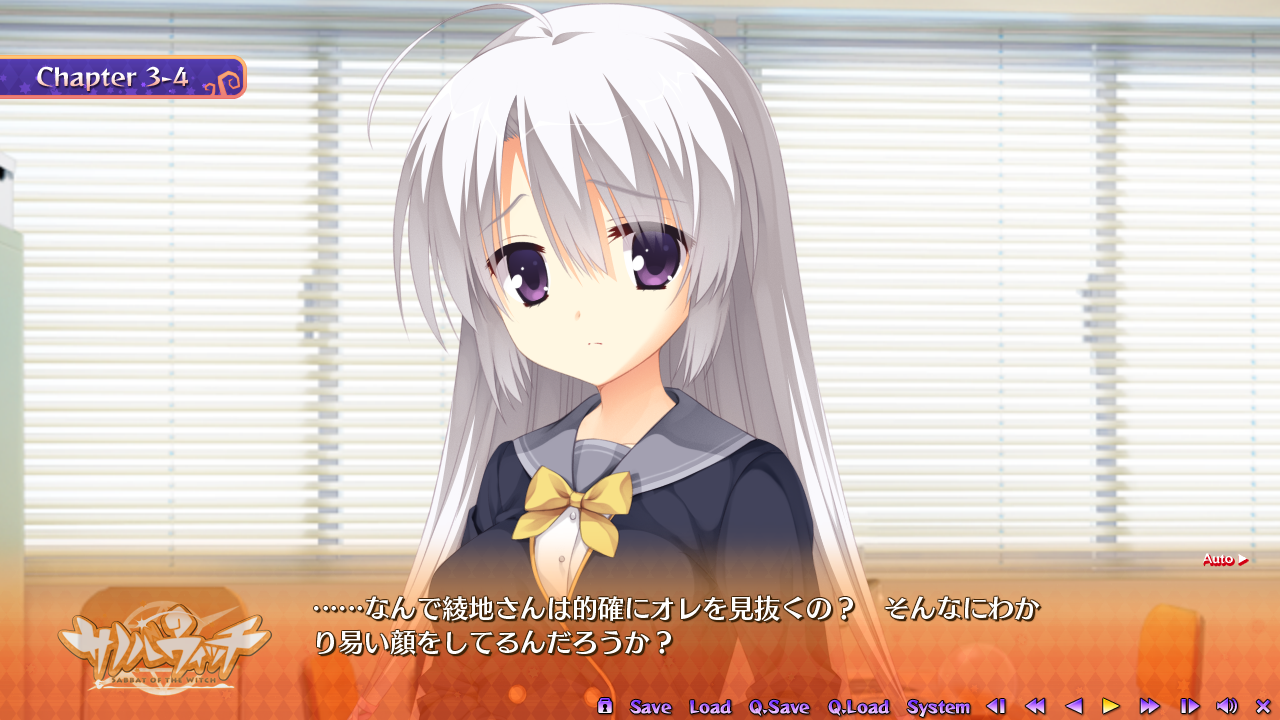 Chapter 3-4
Auto
……なんで綾地さんは的確にオレを見抜くの？　そんなにわか
り易い顔をしてるんだろうか？
サノバウィッチ
SABBAT OF THE WITCH
Save Load Q.Save Q.Load System